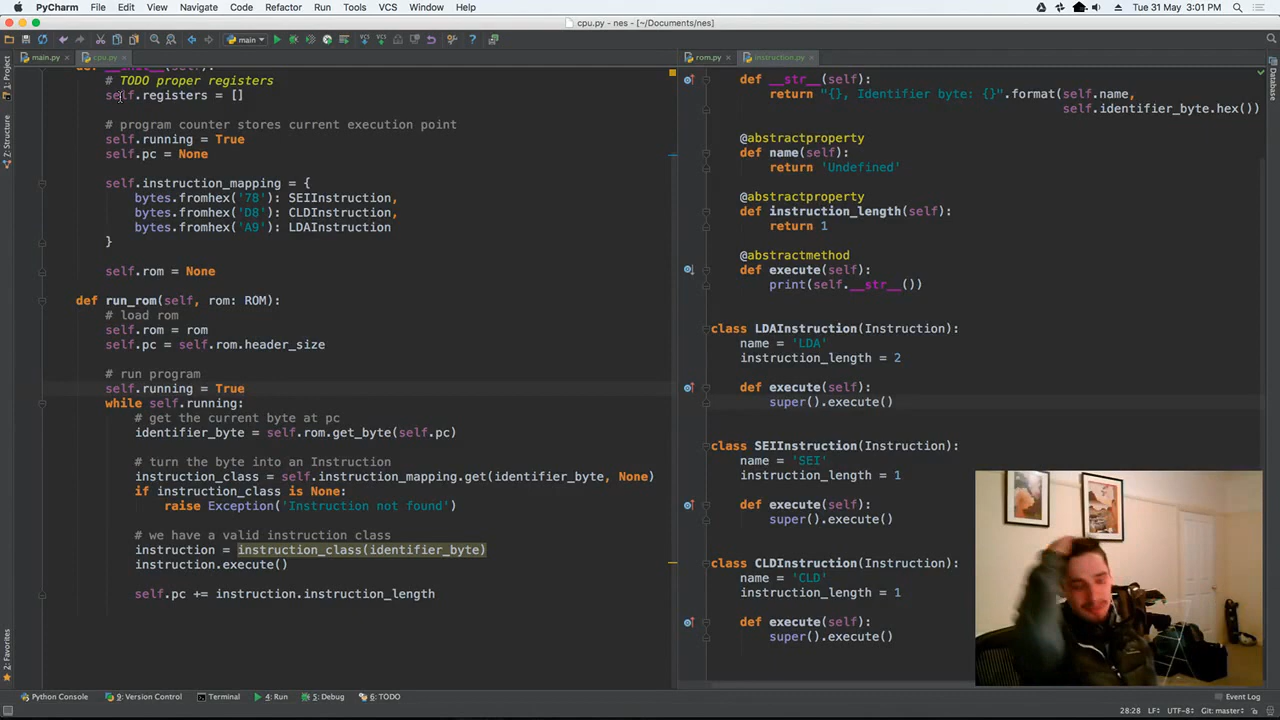 PyCharm File Edit View Navigate Code Refactor Run Tools VCS Window Help Tue 31 May 3:01 PM
cpu.py - nes - [~/Documents/nes]
main
main.py cpu.py rom.py instruction.py
1: Project
Z: Structure
2: Favorites
Database
def __init__(self):
# TODO proper registers
self.registers = []
# program counter stores current execution point
self.running = True
self.pc = None
self.instruction_mapping = {
bytes.fromhex('78'): SEIInstruction,
bytes.fromhex('D8'): CLDInstruction,
bytes.fromhex('A9'): LDAInstruction
}
self.rom = None
def run_rom(self, rom: ROM):
# load rom
self.rom = rom
self.pc = self.rom.header_size
# run program
self.running = True
while self.running:
# get the current byte at pc
identifier_byte = self.rom.get_byte(self.pc)
# turn the byte into an Instruction
instruction_class = self.instruction_mapping.get(identifier_byte, None)
if instruction_class is None:
raise Exception('Instruction not found')
# we have a valid instruction class
instruction = instruction_class(identifier_byte)
instruction.execute()
self.pc += instruction.instruction_length
def __str__(self):
return "{}, Identifier byte: {}".format(self.name,
self.identifier_byte.hex())
@abstractproperty
def name(self):
return 'Undefined'
@abstractproperty
def instruction_length(self):
return 1
@abstractmethod
def execute(self):
print(self.__str__())
class LDAInstruction(Instruction):
name = 'LDA'
instruction_length = 2
def execute(self):
super().execute()
class SEIInstruction(Instruction):
name = 'SEI'
instruction_length = 1
def execute(self):
super().execute()
class CLDInstruction(Instruction):
name = 'CLD'
instruction_length = 1
def execute(self):
super().execute()
Python Console 9: Version Control Terminal 4: Run 5: Debug 6: TODO Event Log
28:28 LF÷ UTF-8÷ Git: master÷